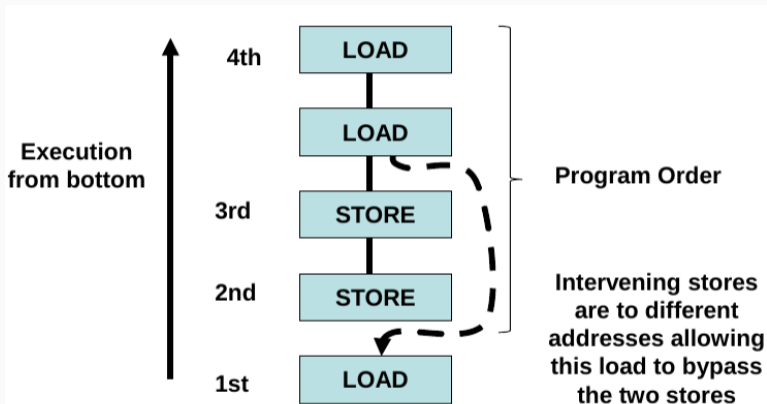 4th
LOAD
LOAD
Execution
from bottom
Program Order
3rd
STORE
2nd
STORE
Intervening stores
are to different
addresses allowing
this load to bypass
the two stores
1st
LOAD